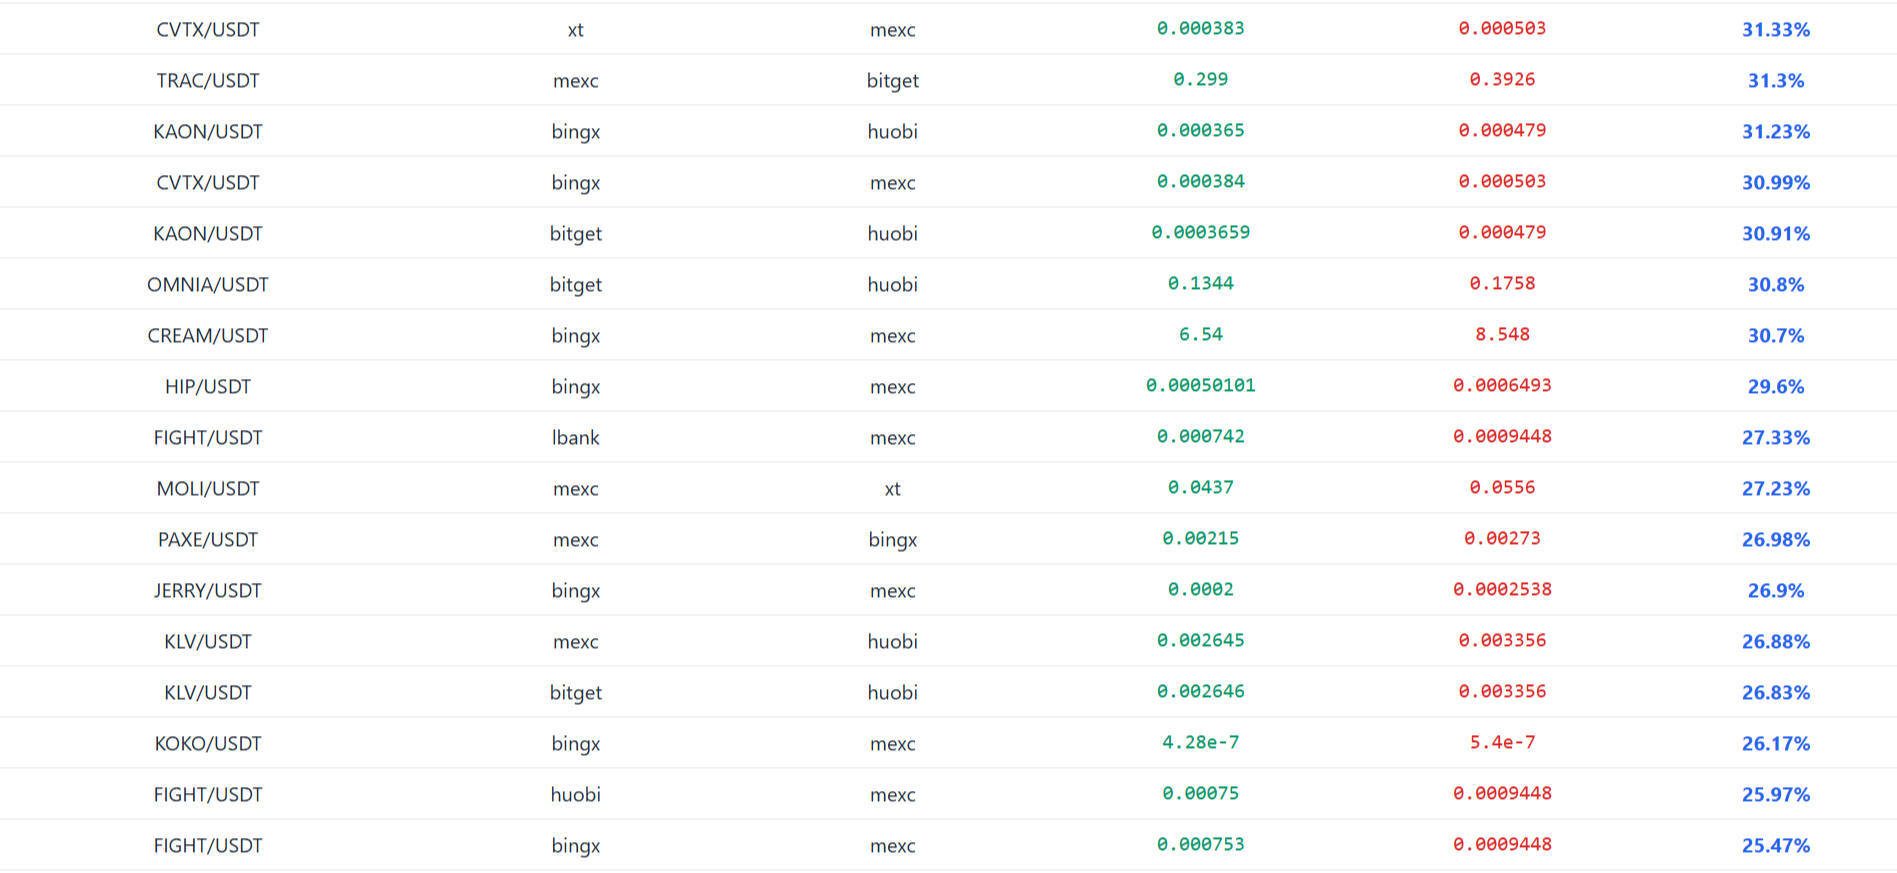 CVTX/USDT xt mexc 0.000383 0.000503 31.33%
TRAC/USDT mexc bitget 0.299 0.3926 31.3%
KAON/USDT bingx huobi 0.000365 0.000479 31.23%
CVTX/USDT bingx mexc 0.000384 0.000503 30.99%
KAON/USDT bitget huobi 0.0003659 0.000479 30.91%
OMNIA/USDT bitget huobi 0.1344 0.1758 30.8%
CREAM/USDT bingx mexc 6.54 8.548 30.7%
HIP/USDT bingx mexc 0.00050101 0.0006493 29.6%
FIGHT/USDT lbank mexc 0.000742 0.0009448 27.33%
MOLI/USDT mexc xt 0.0437 0.0556 27.23%
PAXE/USDT mexc bingx 0.00215 0.00273 26.98%
JERRY/USDT bingx mexc 0.0002 0.0002538 26.9%
KLV/USDT mexc huobi 0.002645 0.003356 26.88%
KLV/USDT bitget huobi 0.002646 0.003356 26.83%
KOKO/USDT bingx mexc 4.28e-7 5.4e-7 26.17%
FIGHT/USDT huobi mexc 0.00075 0.0009448 25.97%
FIGHT/USDT bingx mexc 0.000753 0.0009448 25.47%